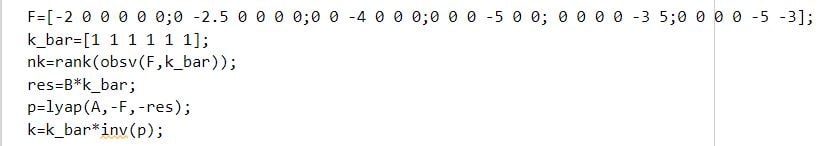 F=[-2 0 0 0 0 0;0 -2.5 0 0 0 0;0 0 -4 0 0 0;0 0 0 -5 0 0; 0 0 0 0 -3 5;0 0 0 0 -5 -3];
k_bar=[1 1 1 1 1 1];
nk=rank(obsv(F,k_bar));
res=B*k_bar;
p=lyap(A,-F,-res);
k=k_bar*inv(p);